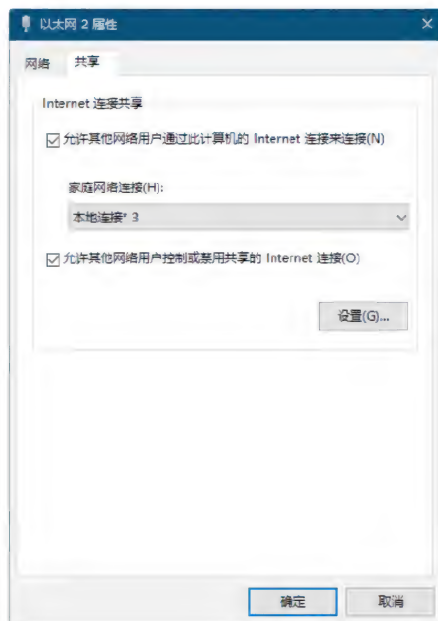 以太网 2 属性
网络 共享
Internet 连接共享
允许其他网络用户通过此计算机的 Internet 连接来连接(N)
家庭网络连接(H):
本地连接* 3
允许其他网络用户控制或禁用共享的 Internet 连接(O)
设置(G)...
确定 取消